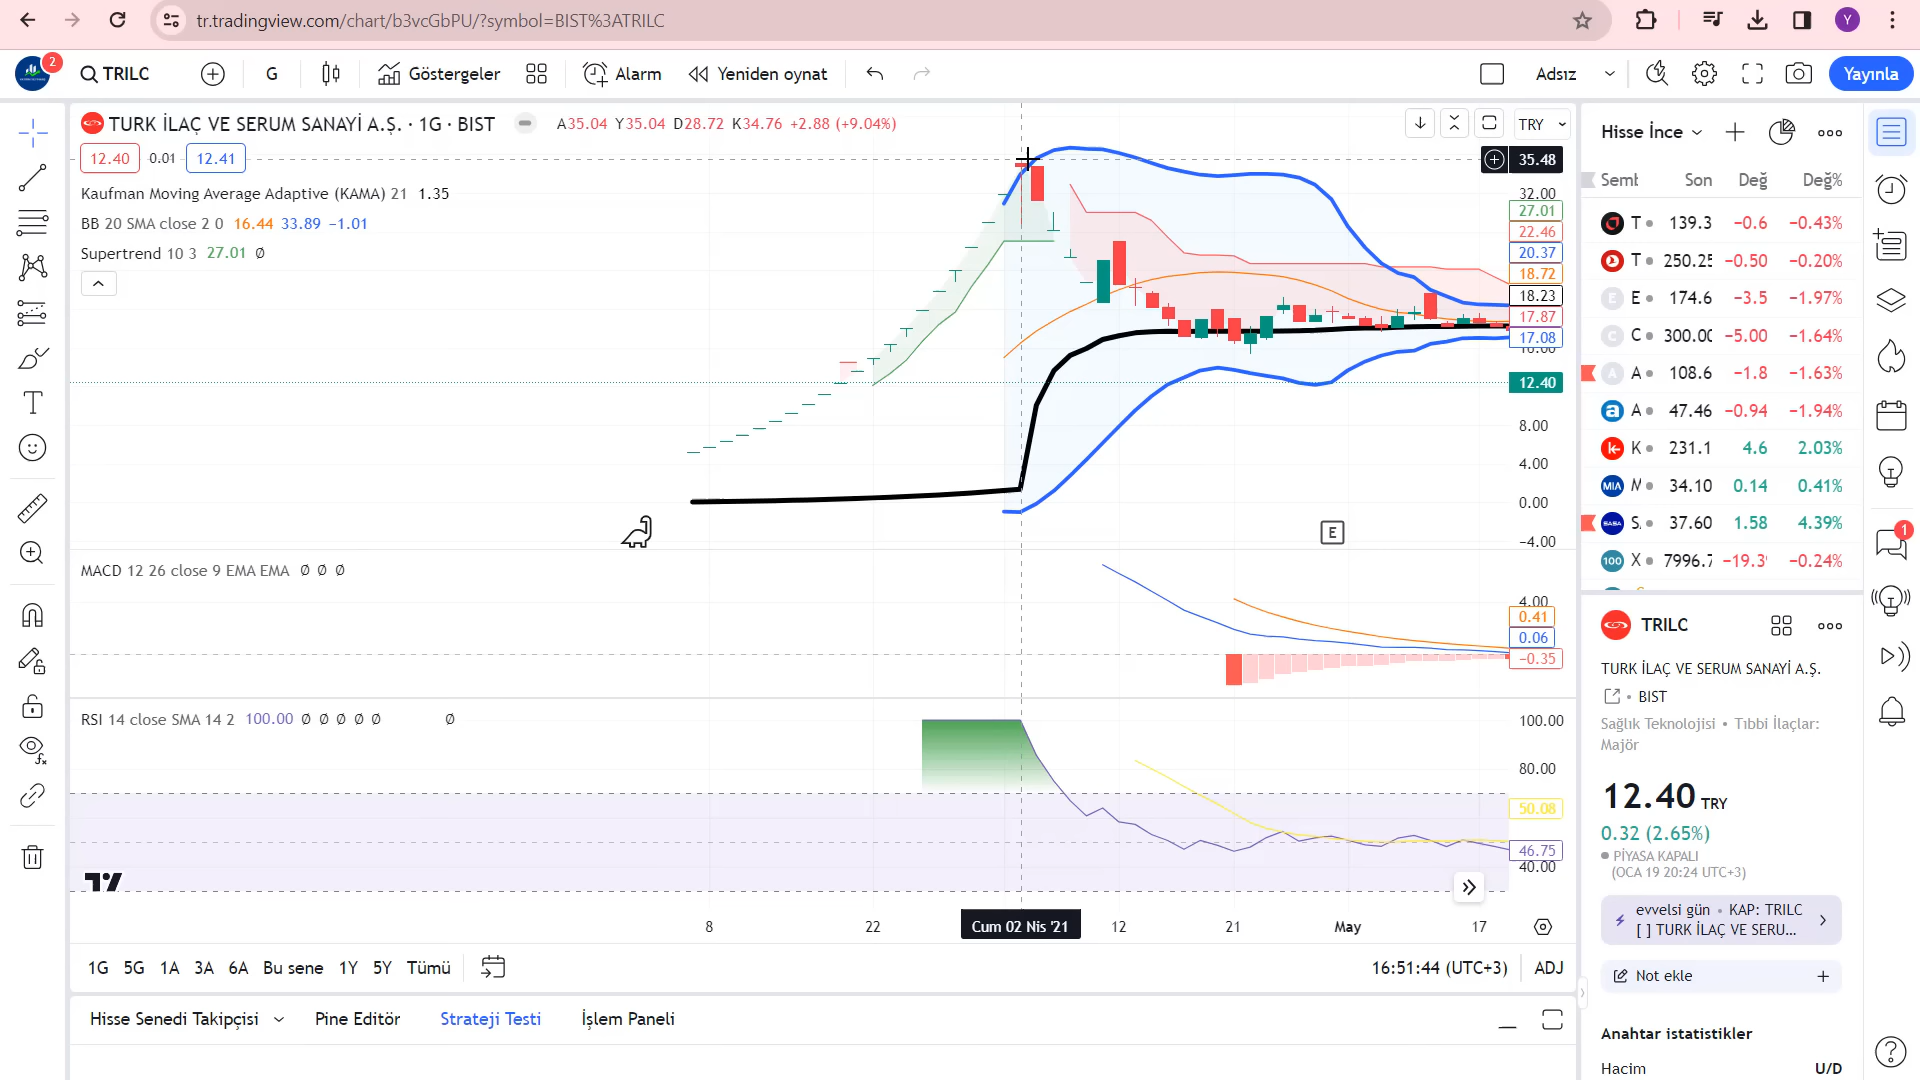 tr.tradingview.com/chart/b3vcGbPU/?symbol=BIST%3ATRILC
Y
2
TRILC
G
Göstergeler
Alarm
Yeniden oynat
Adsız
Yayınla
TURK İLAÇ VE SERUM SANAYİ A.Ş. · 1G · BIST
A35.04 Y35.04 D28.72 K34.76 +2.88 (+9.04%)
TRY
12.40 0.01 12.41
Kaufman Moving Average Adaptive (KAMA) 21 1.35
BB 20 SMA close 2 0 16.44 33.89 −1.01
Supertrend 10 3 27.01 Ø
35.48
32.00
27.01
22.46
20.37
18.72
18.23
17.87
17.08
16.00
12.40
8.00
4.00
0.00
−4.00
E
MACD 12 26 close 9 EMA EMA Ø Ø Ø
4.00
0.41
0.06
−0.35
RSI 14 close SMA 14 2 100.00 Ø Ø Ø Ø Ø Ø
100.00
80.00
50.08
46.75
40.00
8 22 Cum 02 Nis '21 12 21 May 17
1G 5G 1A 3A 6A Bu sene 1Y 5Y Tümü
16:51:44 (UTC+3) ADJ
Hisse Senedi Takipçisi Pine Editör Strateji Testi İşlem Paneli
Hisse İnce
Son Değ Değ%
T 139.3 −0.6 −0.43%
T 250.25 −0.50 −0.20%
E E 174.6 −3.5 −1.97%
C C 300.00 −5.00 −1.64%
A A 108.6 −1.8 −1.63%
a A 47.46 −0.94 −1.94%
K 231.1 4.6 2.03%
MIA 34.10 0.14 0.41%
SASA S. 37.60 1.58 4.39%
100 X 7996.7 −19.3 −0.24%
1
TRILC
TURK İLAÇ VE SERUM SANAYİ A.Ş.
BIST
Sağlık Teknolojisi • Tıbbi İlaçlar:
Majör
12.40 TRY
0.32 (2.65%)
PİYASA KAPALI
(OCA 19 20:24 UTC+3)
evvelsi gün • KAP: TRILC
[ ] TURK İLAÇ VE SERU...
Not ekle
Anahtar istatistikler
Hacim U/D